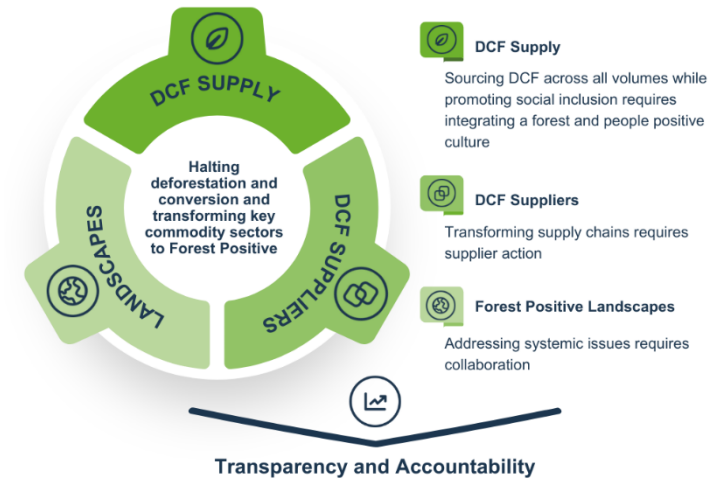 DCF SUPPLY
DCF SUPPLIERS
LANDSCAPES
Halting
deforestation and
conversion and
transforming key
commodity sectors
to Forest Positive
DCF Supply
Sourcing DCF across all volumes while
promoting social inclusion requires
integrating a forest and people positive
culture
DCF Suppliers
Transforming supply chains requires
supplier action
Forest Positive Landscapes
Addressing systemic issues requires
collaboration
Transparency and Accountability